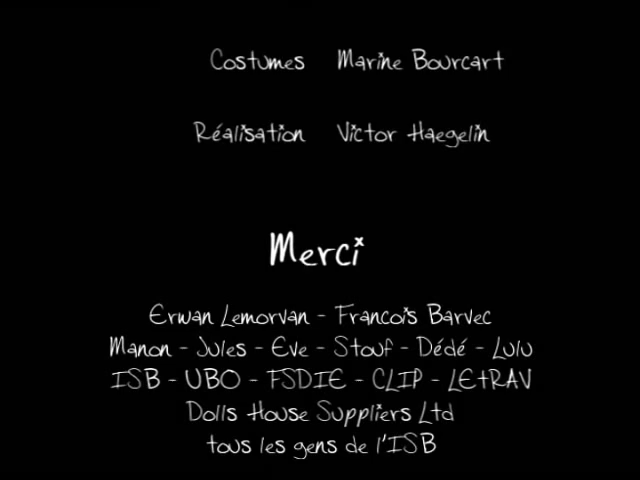 Costumes Marine Bourcart
Réalisation Victor Haegelin
Merci
Erwan Lemorvan - Francois Barvec
Manon - Jules - Eve - Stouf - Dédé - Lulu
ISB - UBO - FSDIE - CLIP - LEtRAV
Dolls House Suppliers Ltd
tous les gens de l'ISB